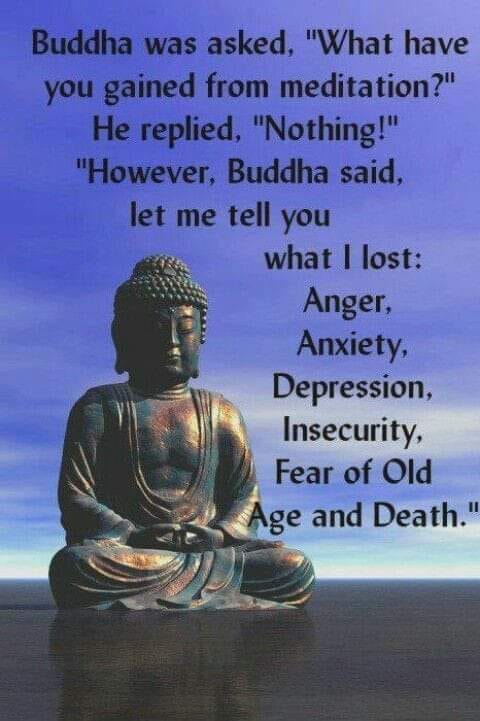 Buddha was asked, "What have
you gained from meditation?"
He replied, "Nothing!"
"However, Buddha said,
let me tell you
what I lost:
Anger,
Anxiety,
Depression,
Insecurity,
Fear of Old
Age and Death."